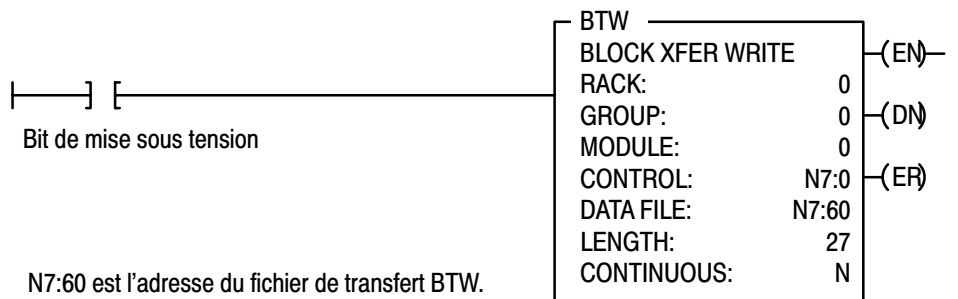 BTW
BLOCK XFER WRITE
(EN)
RACK: 0
GROUP: 0
(DN)
Bit de mise sous tension
MODULE: 0
CONTROL: N7:0
(ER)
DATA FILE: N7:60
LENGTH: 27
CONTINUOUS: N
N7:60 est l'adresse du fichier de transfert BTW.